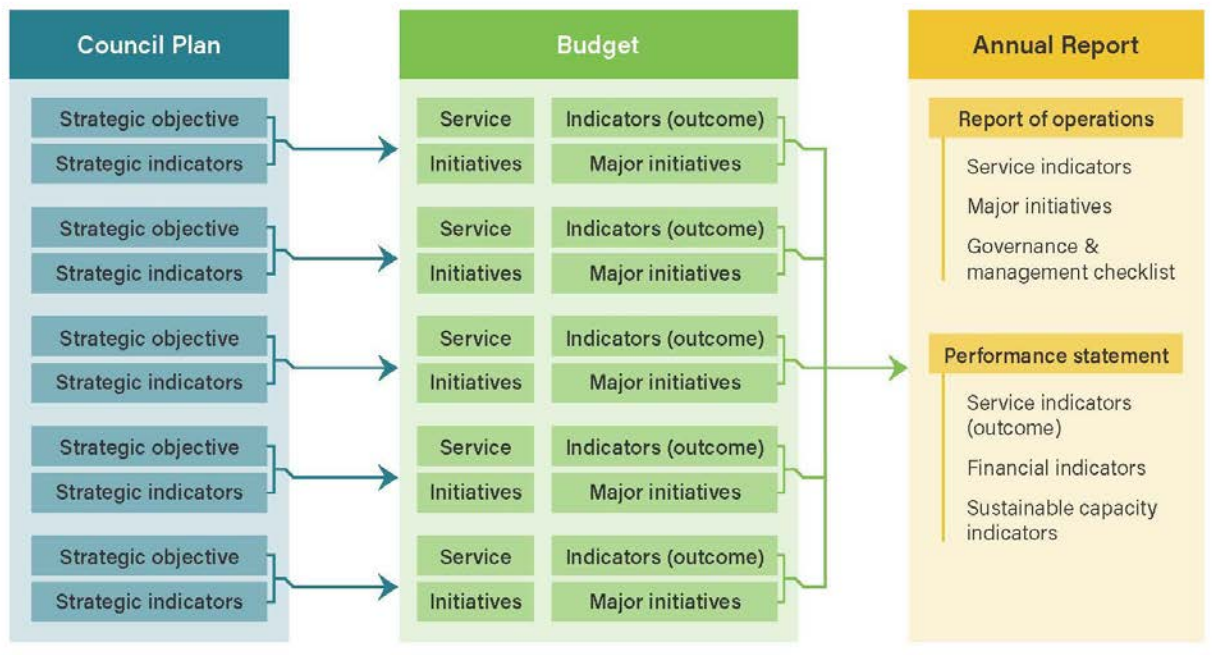 Council Plan
Strategic objective
Strategic indicators
Strategic objective
Strategic indicators
Strategic objective
Strategic indicators
Strategic objective
Strategic indicators
Strategic objective
Strategic indicators
Budget
Service
Indicators (outcome)
Initiatives
Major initiatives
Service
Indicators (outcome)
Initiatives
Major initiatives
Service
Indicators (outcome)
Initiatives
Major initiatives
Service
Indicators (outcome)
Initiatives
Major initiatives
Service
Indicators (outcome)
Initiatives
Major initiatives
Annual Report
Report of operations
Service indicators
Major initiatives
Governance &
management checklist
Performance statement
Service indicators
(outcome)
Financial indicators
Sustainable capacity
indicators